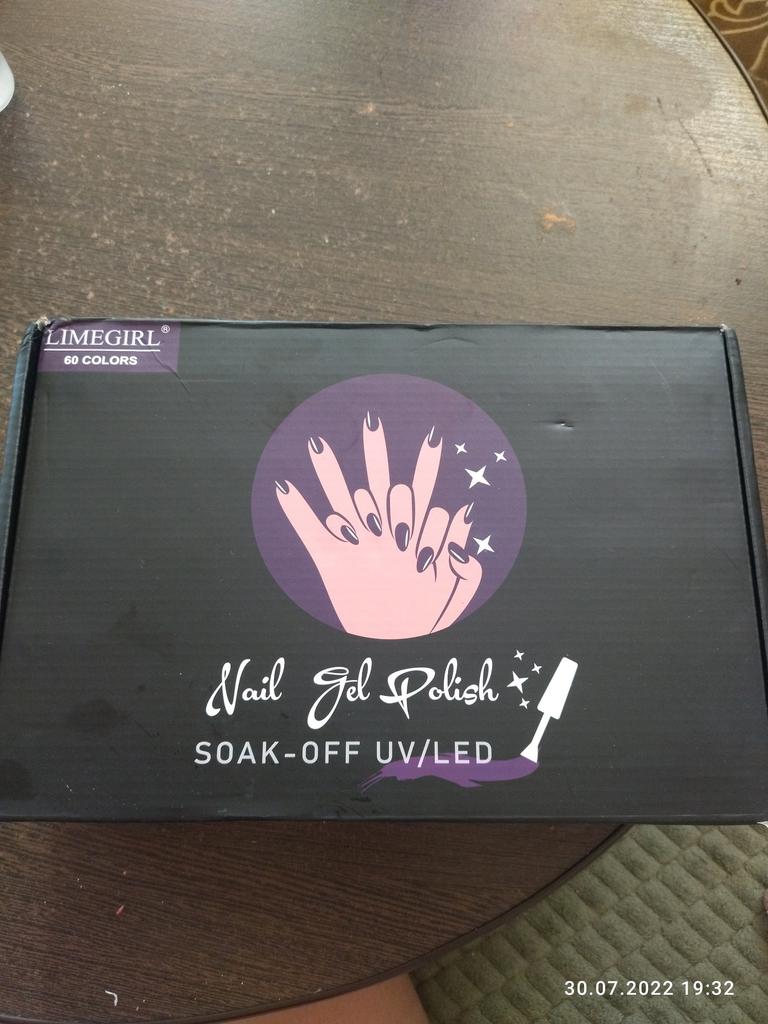 LIMEGIRL®
60 COLORS
Nail Gel Polish
SOAK-OFF UV/LED
30.07.2022 19:32